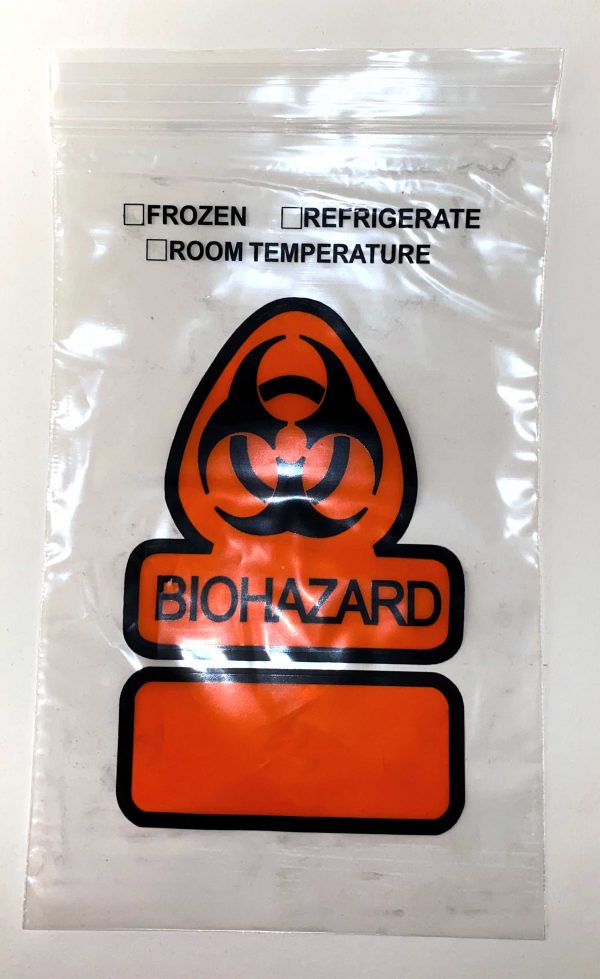 ☐FROZEN ☐REFRIGERATE
☐ROOM TEMPERATURE
BIOHAZARD